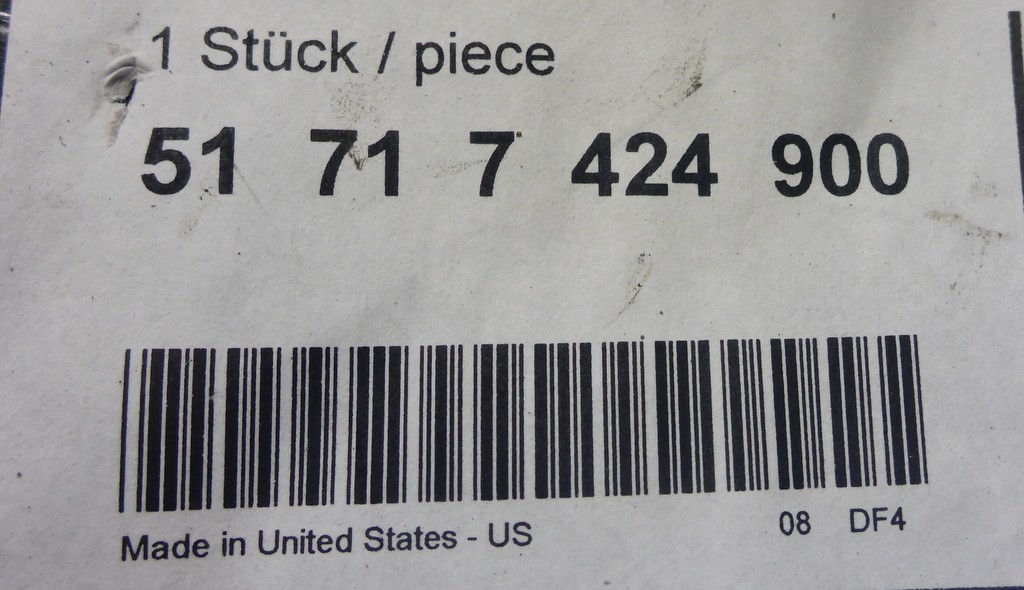 1 Stück / piece
51 71 7 424 900
Made in United States - US 08 DF4